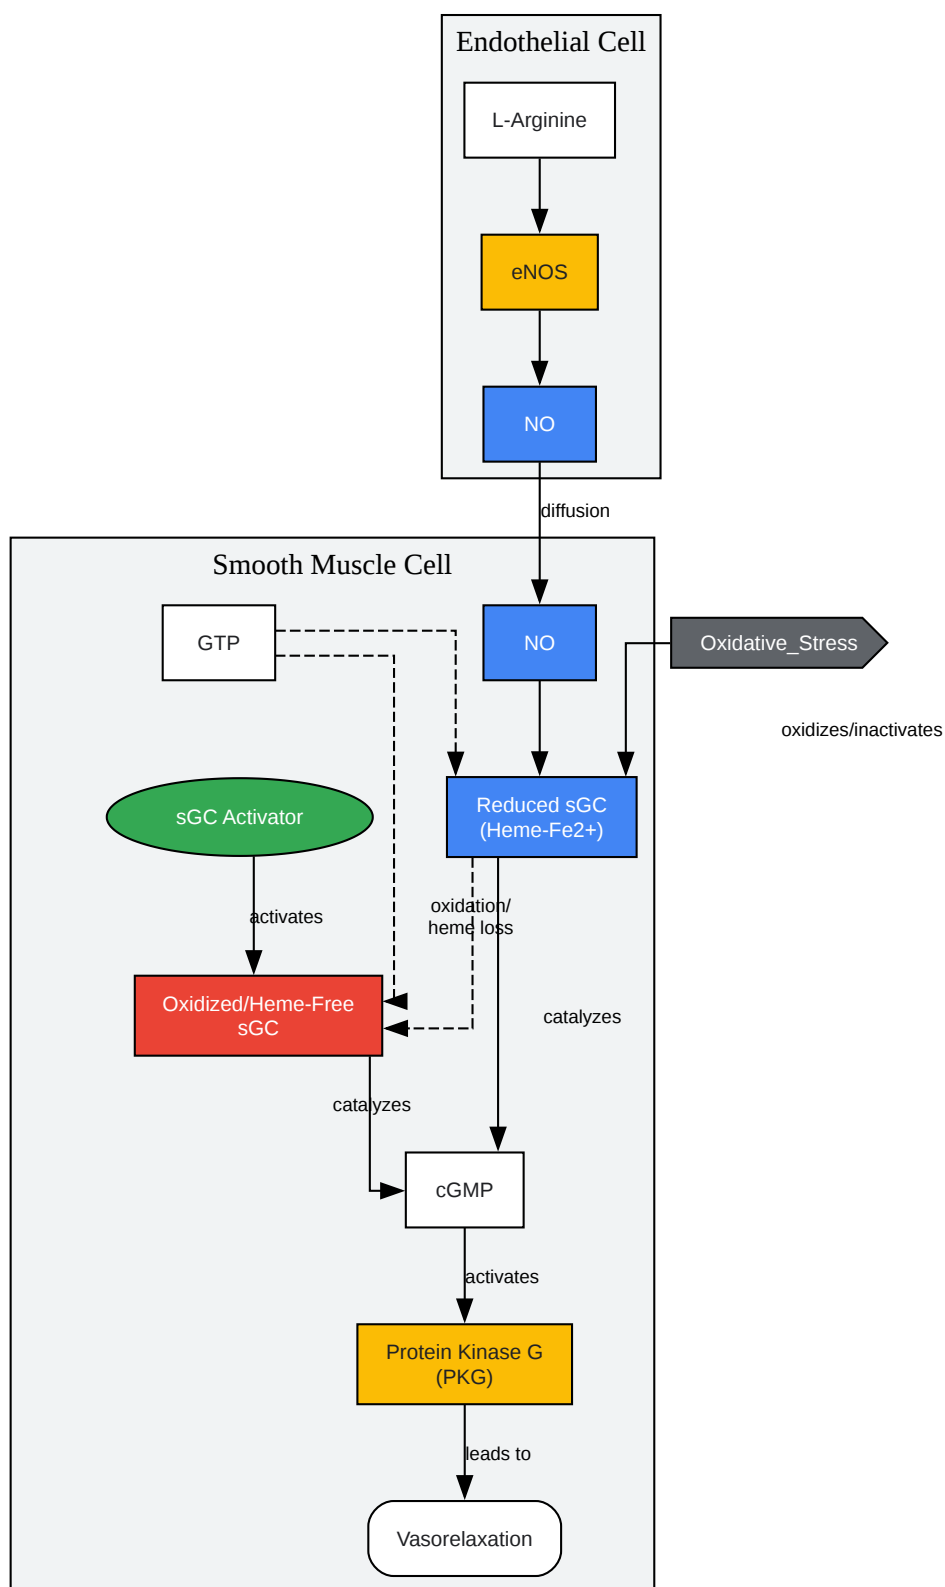 Endothelial Cell
L-Arginine
eNOS
NO
diffusion
Smooth Muscle Cell
GTP
NO
Oxidative_Stress
oxidizes/inactivates
sGC Activator
Reduced sGC
(Heme-Fe2+)
activates
oxidation/
heme loss
Oxidized/Heme-Free
sGC
catalyzes
catalyzes
cGMP
activates
Protein Kinase G
(PKG)
leads to
Vasorelaxation